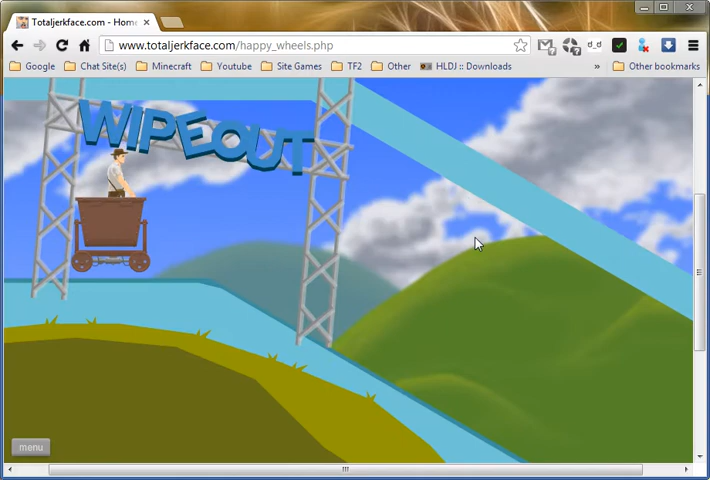 Totaljerkface.com - Home
www.totaljerkface.com/happy_wheels.php
Google Chat Site(s) Minecraft Youtube Site Games TF2 Other HLDJ :: Downloads » Other bookmarks
WIPEOUT
menu